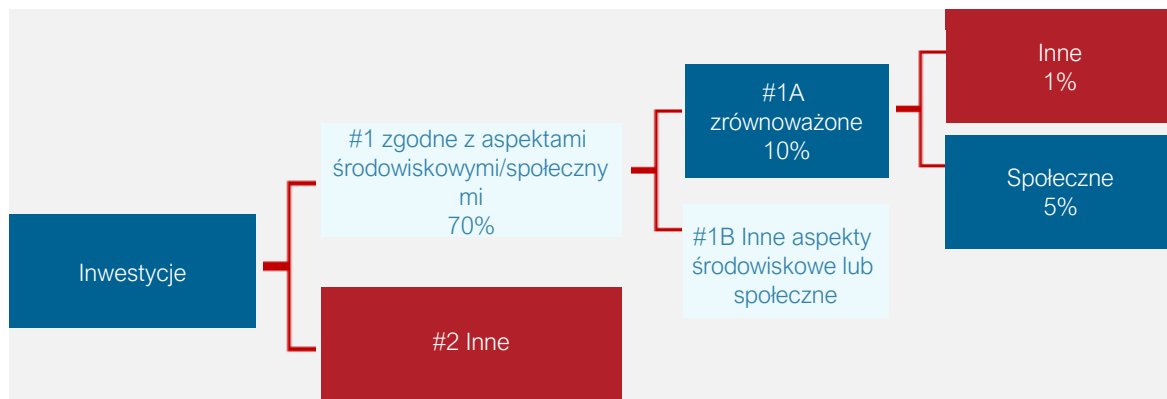 Inwestycje
#1 zgodne z aspektami
środowiskowymi/społeczny
mi
70%
#2 Inne
#1A
zrównoważone
10%
#1B Inne aspekty
środowiskowe lub
społeczne
Inne
1%
Społeczne
5%